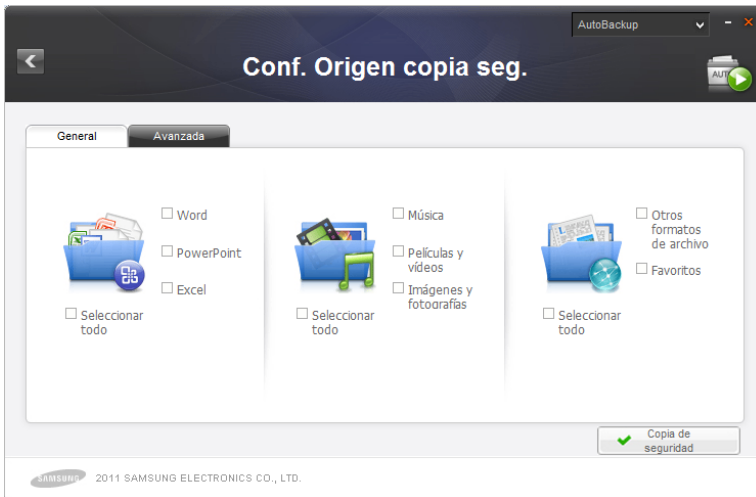 AutoBackup
Conf. Origen copia seg.
AUTO
General
Avanzada
Word
PowerPoint
Excel
Seleccionar
todo
Música
Películas y
vídeos
Imágenes y
fotografías
Seleccionar
todo
Otros
formatos
de archivo
Favoritos
Seleccionar
todo
Copia de
seguridad
SAMSUNG
2011 SAMSUNG ELECTRONICS CO., LTD.